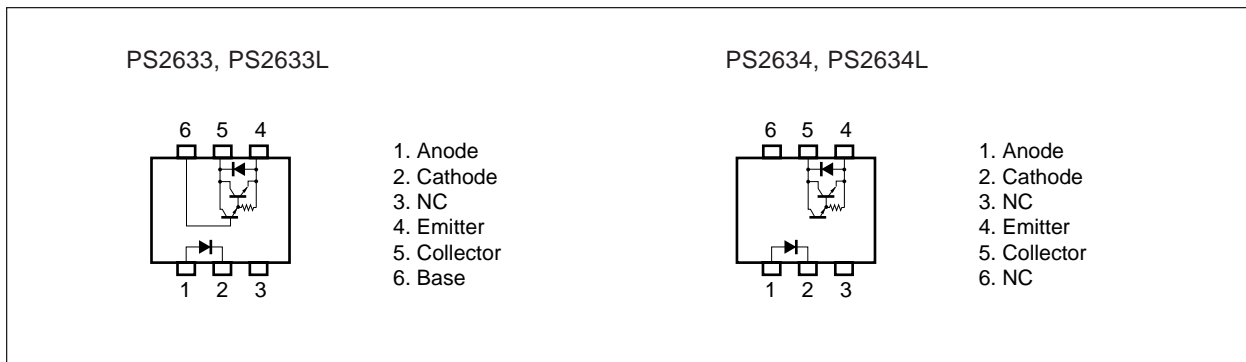 PS2633, PS2633L
6 5 4
1. Anode
2. Cathode
3. NC
4. Emitter
5. Collector
6. Base
1 2 3
PS2634, PS2634L
6 5 4
1. Anode
2. Cathode
3. NC
4. Emitter
5. Collector
6. NC
1 2 3